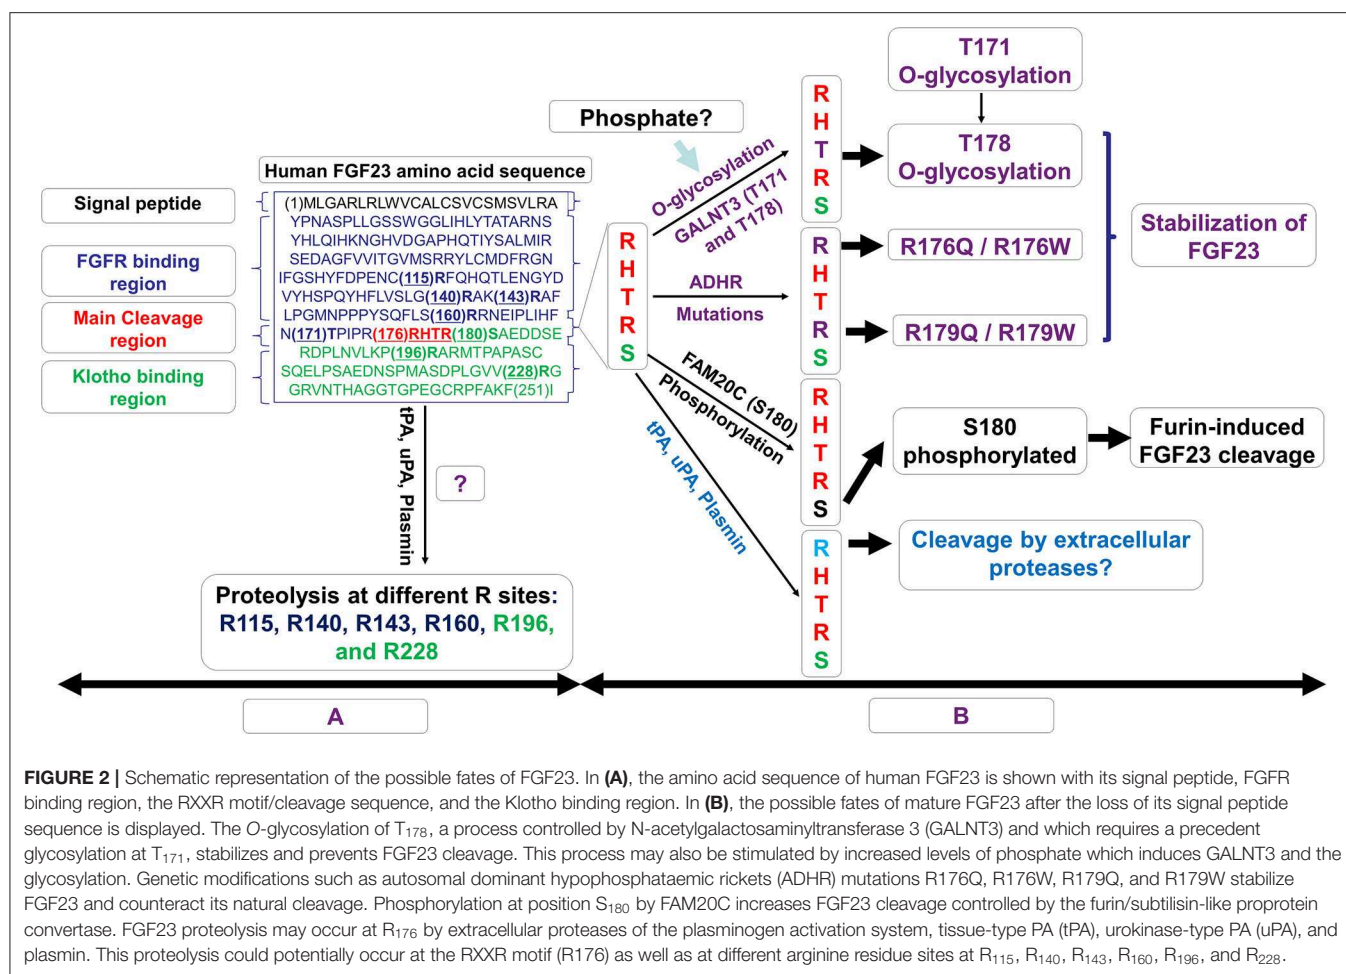 T171
O-glycosylation
Phosphate?
T178
O-glycosylation
Human FGF23 amino acid sequence
Signal peptide
FGFR binding
region
Main Cleavage
region
Klotho binding
region
(1)MLGARLRLWVCALCSVCSMSVLRA
YPNASPLLGSSWGGLIHLYTATARNS
YHLQIHKNGHVDGAPHQTIYSALMIR
SEDAGFVVITGVMSRRYLCMDFRGN
IFGSHYFDPENC(115)RFQHQTLENGYD
VYHSPQYHFLVSLG(140)RAK(143)RAF
LPGMNPPPYSQFLS(160)RRNEIPLIHF
N(171)TPIPR(176)RHTR(180)SAEDDSE
RDPLNVLKP(196)RARMTPAPASC
SQELPSAEDNSPMASDPLGVV(228)RG
GRVNTHAGGTGPEGCRPFAKF(251)I
R
H
T
R
S
O-glycosylation
GALNT3 (T171
and T178)
ADHR
Mutations
FAM20C (S180)
Phosphorylation
tPA, uPA, Plasmin
R
H
T
R
S
R
H
T
R
S
R
H
T
R
S
R
H
T
R
S
R176Q / R176W
R179Q / R179W
Stabilization of
FGF23
S180
phosphorylated
Furin-induced
FGF23 cleavage
Cleavage by extracellular
proteases?
tPA, uPA, Plasmin
?
Proteolysis at different R sites:
R115, R140, R143, R160, R196,
and R228
A
B
FIGURE 2 | Schematic representation of the possible fates of FGF23. In (A), the amino acid sequence of human FGF23 is shown with its signal peptide, FGFR
binding region, the RXXR motif/cleavage sequence, and the Klotho binding region. In (B), the possible fates of mature FGF23 after the loss of its signal peptide
sequence is displayed. The O-glycosylation of T178, a process controlled by N-acetylgalactosaminyltransferase 3 (GALNT3) and which requires a precedent
glycosylation at T171, stabilizes and prevents FGF23 cleavage. This process may also be stimulated by increased levels of phosphate which induces GALNT3 and the
glycosylation. Genetic modifications such as autosomal dominant hypophosphataemic rickets (ADHR) mutations R176Q, R176W, R179Q, and R179W stabilize
FGF23 and counteract its natural cleavage. Phosphorylation at position S180 by FAM20C increases FGF23 cleavage controlled by the furin/subtilisin-like proprotein
convertase. FGF23 proteolysis may occur at R176 by extracellular proteases of the plasminogen activation system, tissue-type PA (tPA), urokinase-type PA (uPA), and
plasmin. This proteolysis could potentially occur at the RXXR motif (R176) as well as at different arginine residue sites at R115, R140, R143, R160, R196, and R228.